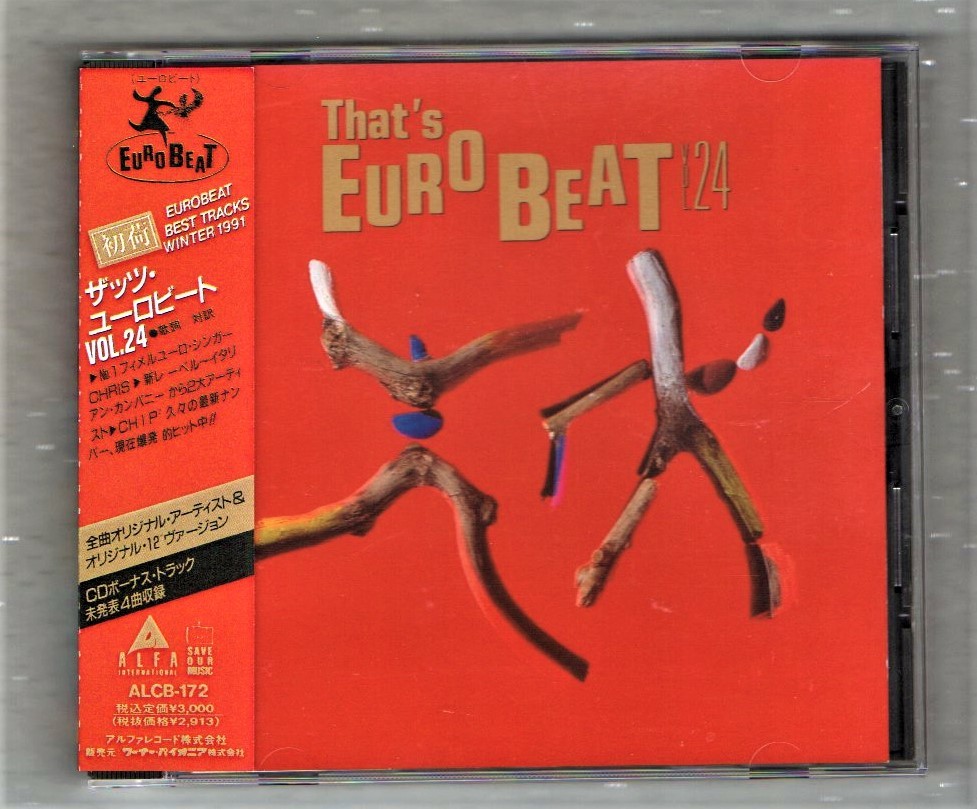 (ユーロビート)
EUROBEAT
EUROBEAT
BEST TRACKS
WINTER 1991
初荷
ザッツ・
ユーロビート
VOL.24 ●歌詞 対訳
▶№1フィメルユーロ・シンガー
CHRIS▶新レーベルーイタリ
アン・カンパニー から2大アーティ
スト▶CHIP: 久々の最新ナン
バー、現在爆発 的ヒット中!!
全曲オリジナル・アーティスト&
オリジナル・12"ヴァージョン
CDボーナス・トラック
未発表4曲収録
ALFA
INTERNATIONAL
SAVE
OUR
MUSIC
ALCB-172
税込定価¥3,000
(税抜価格¥2,913)
アルファレコード株式会社
販売元 ワーナー・パイオニア株式会社
That's
EUROBEAT VOL 24